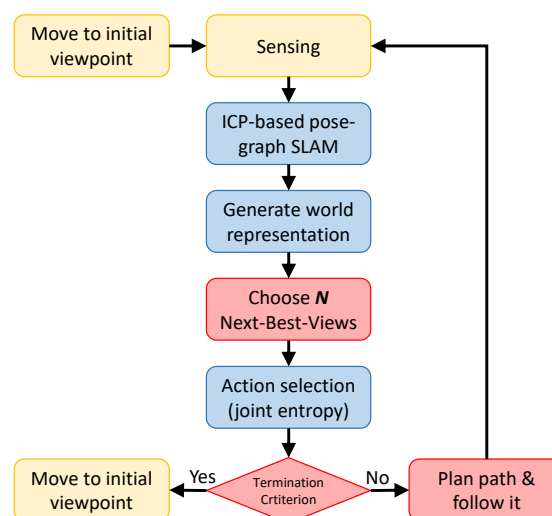 Move to initial
viewpoint
Sensing
ICP-based pose-
graph SLAM
Generate world
representation
Choose N
Next-Best-Views
Action selection
(joint entropy)
Move to initial
viewpoint
Yes
Termination
Crtiterion
No
Plan path &
follow it